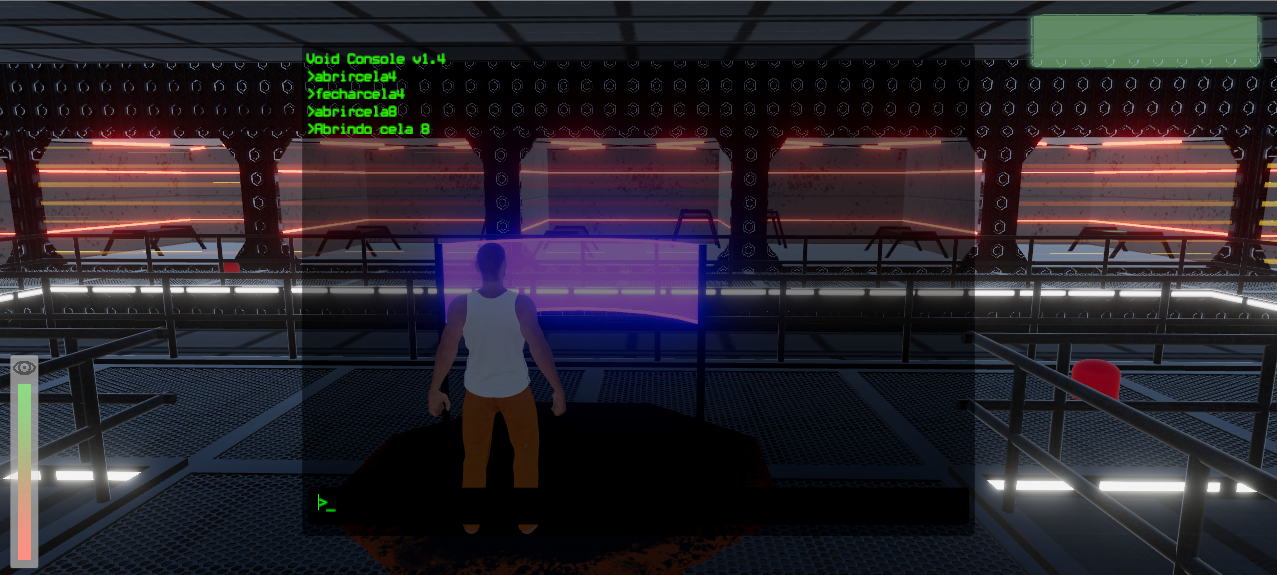 Void Console v1.4
>abrircela4
>fecharcela4
>abrircela8
>Abrindo cela 8
>_